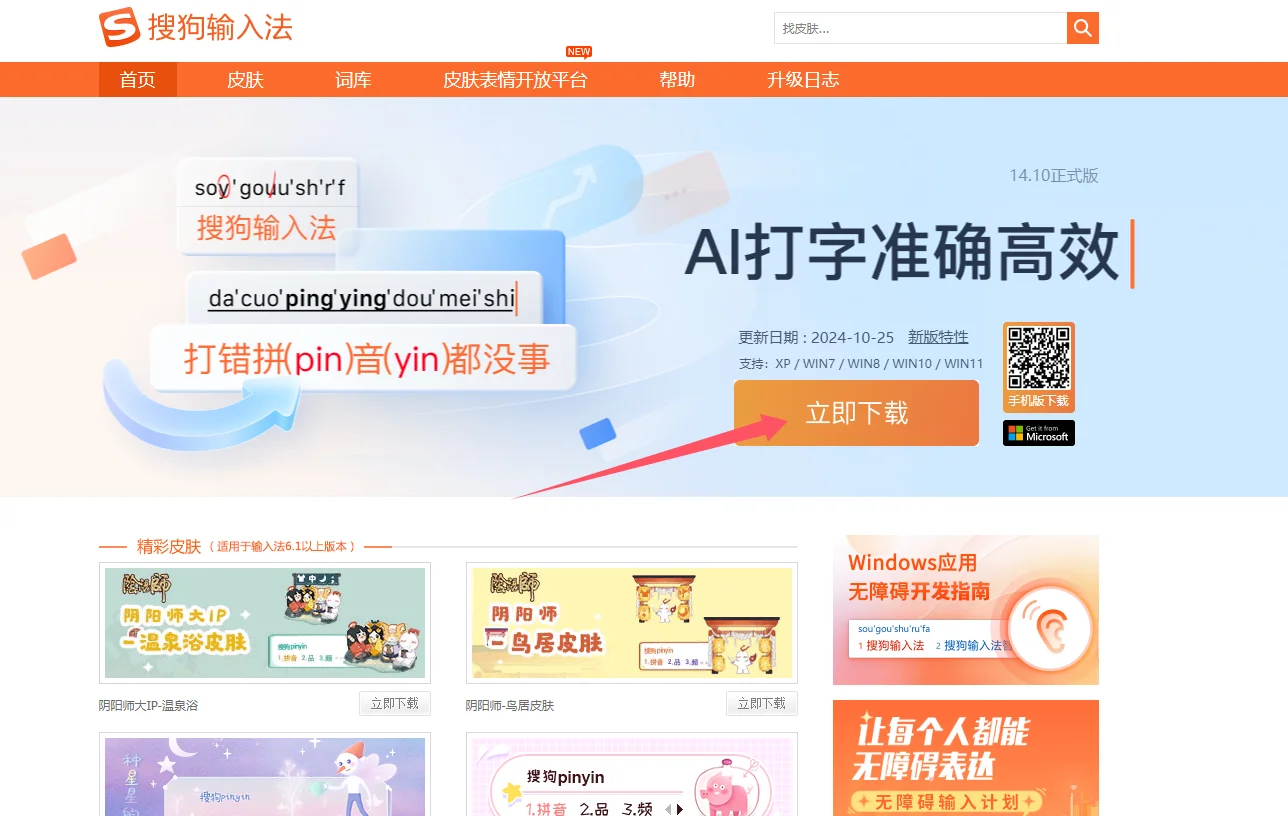 搜狗输入法
找皮肤...
NEW
首页 皮肤 词库 皮肤表情开放平台 帮助 升级日志
soy'gouu'sh'r'f
搜狗输入法
da'cuo'ping'ying'dou'mei'shi
打错拼(pin)音(yin)都没事
14.10正式版
AI打字准确高效
更新日期 : 2024-10-25 新版特性
支持：XP / WIN7 / WIN8 / WIN10 / WIN11
立即下载
手机版下载
Get it from
Microsoft
精彩皮肤 ( 适用于输入法6.1以上版本 )
阴阳师大IP
-温泉浴皮肤
搜狗pinyin
1.拼音 2.品 3.频
阴阳师大IP-温泉浴
立即下载
阴阳师
-鸟居皮肤
搜狗pinyin
1.拼音 2.品 3.频
阴阳师-鸟居皮肤
立即下载
搜狗pinyin
搜狗pinyin
1.拼音 2.品 3.频
Windows应用
无障碍开发指南
sou'gou'shu'ru'fa
1 搜狗输入法 2 搜狗输入法智
让每个人都能
无障碍表达
无障碍输入计划